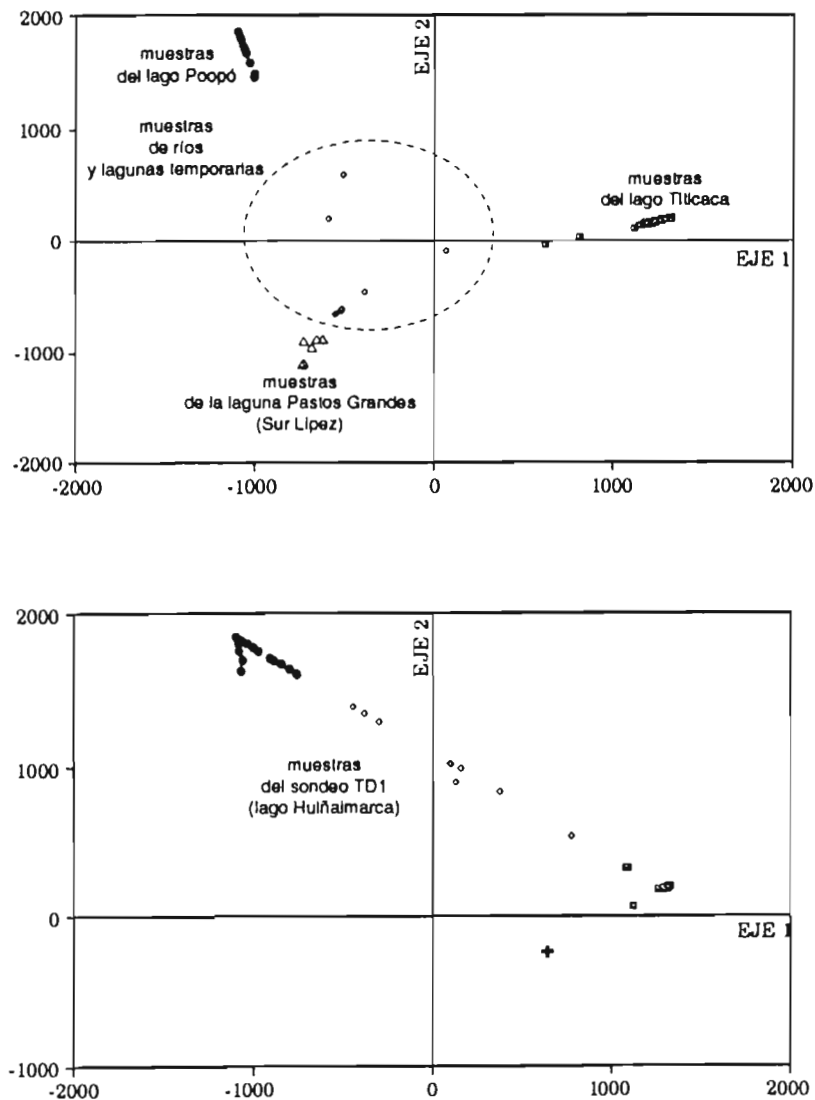 2000
1000
0
-1000
-2000
-2000
-1000
0
1000
2000
EJE 2
EJE 1
muestras
del lago Poopó
muestras
de ríos
y lagunas temporarias
muestras
del lago Titicaca
muestras
de la laguna Pastos Grandes
(Sur Lípez)
2000
1000
0
-1000
-2000
-1000
0
1000
2000
EJE 2
EJE 1
muestras
del sondeo TD1
(lago Huiñaimarca)